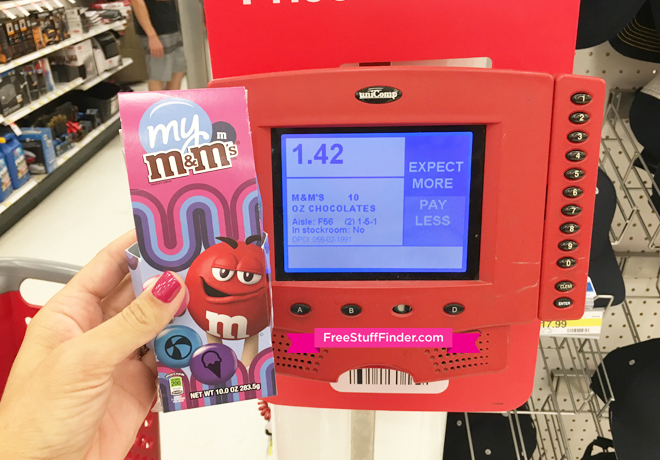 my
m
m&m's
m
NET WT 10.0 OZ 283.5g
uniComp
1.42
EXPECT
MORE
PAY
LESS
M&M'S 10
OZ CHOCOLATES
Aisle: F56 (2) 1-5-1
In stockroom: No
1
2
3
4
5
6
7
8
9
0
CLEAR
ENTER
A
B
D
FreeStuffFinder.com
17.99